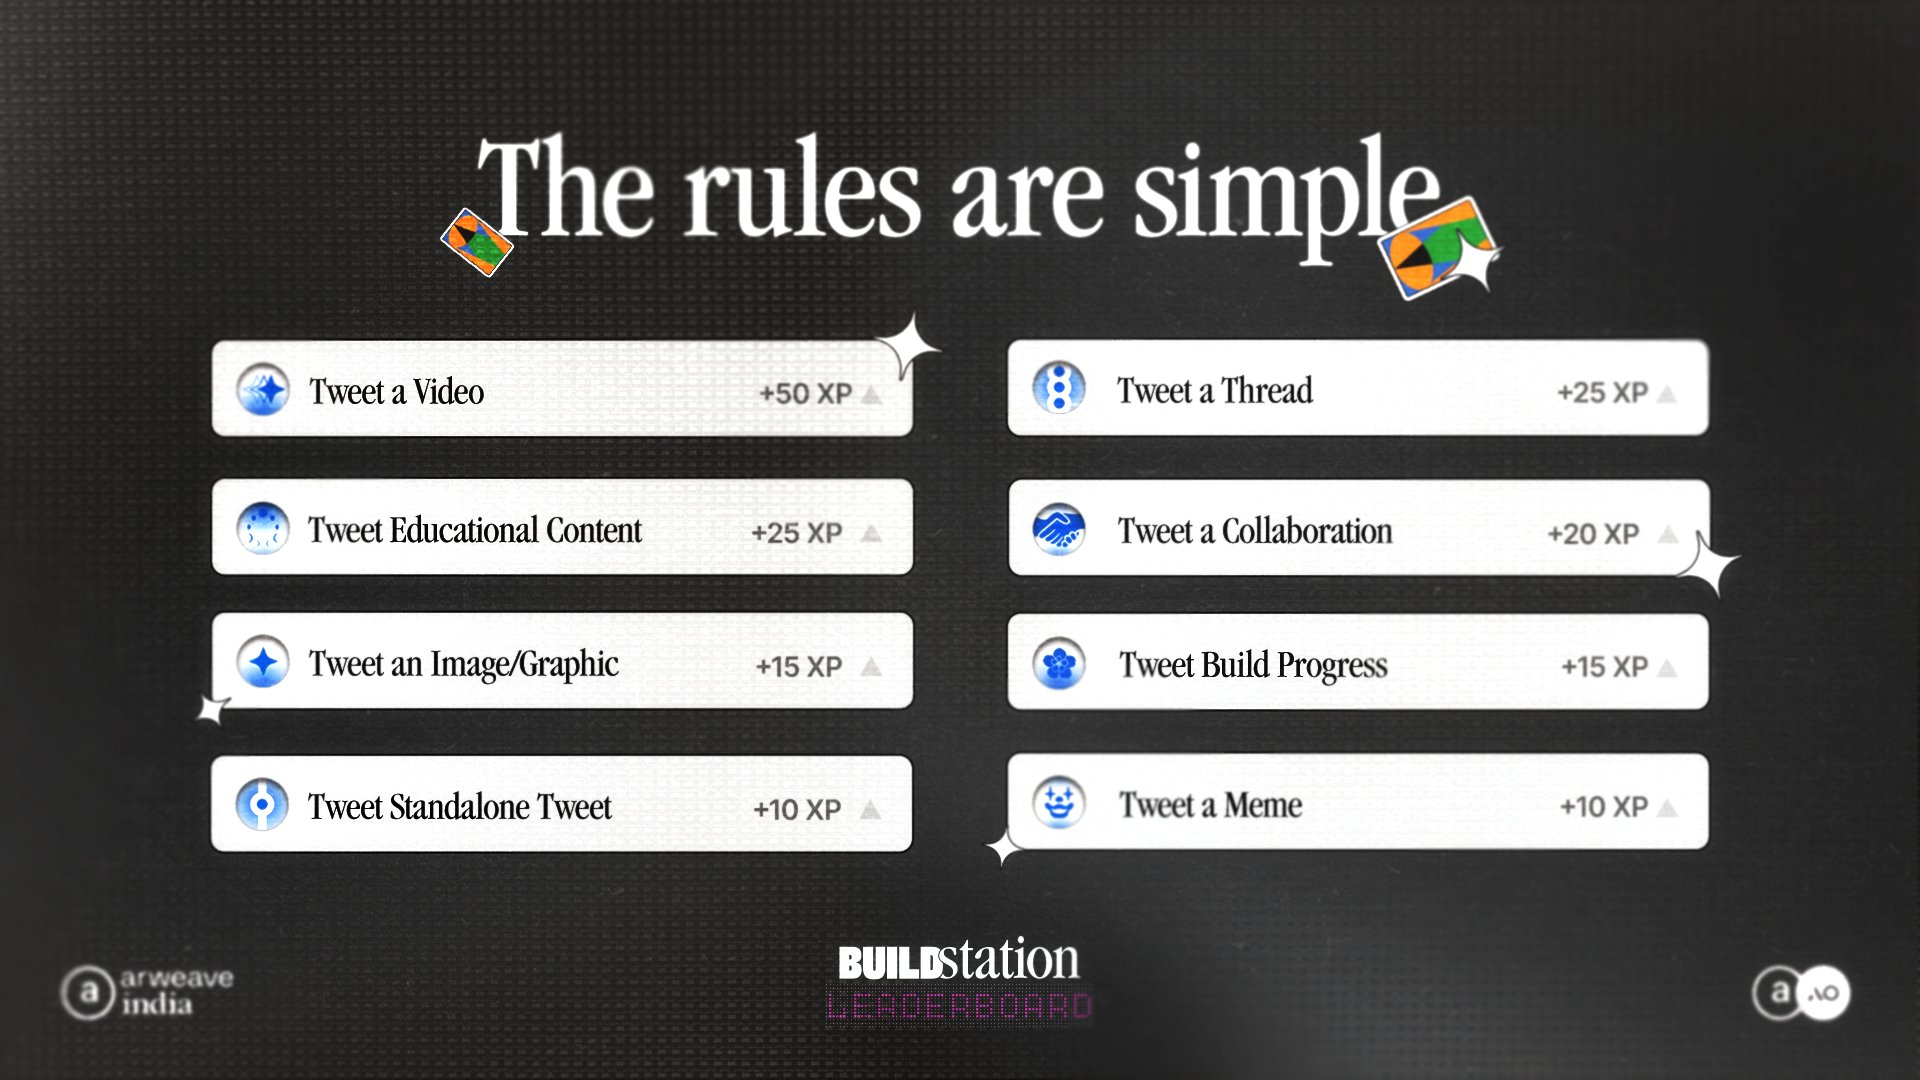 The rules are simple
Tweet a Video +50 XP
Tweet a Thread +25 XP
Tweet Educational Content +25 XP
Tweet a Collaboration +20 XP
Tweet an Image/Graphic +15 XP
Tweet Build Progress +15 XP
Tweet Standalone Tweet +10 XP
Tweet a Meme +10 XP
BUILDstation
LEADERBOARD
a arweave
india
a .AO